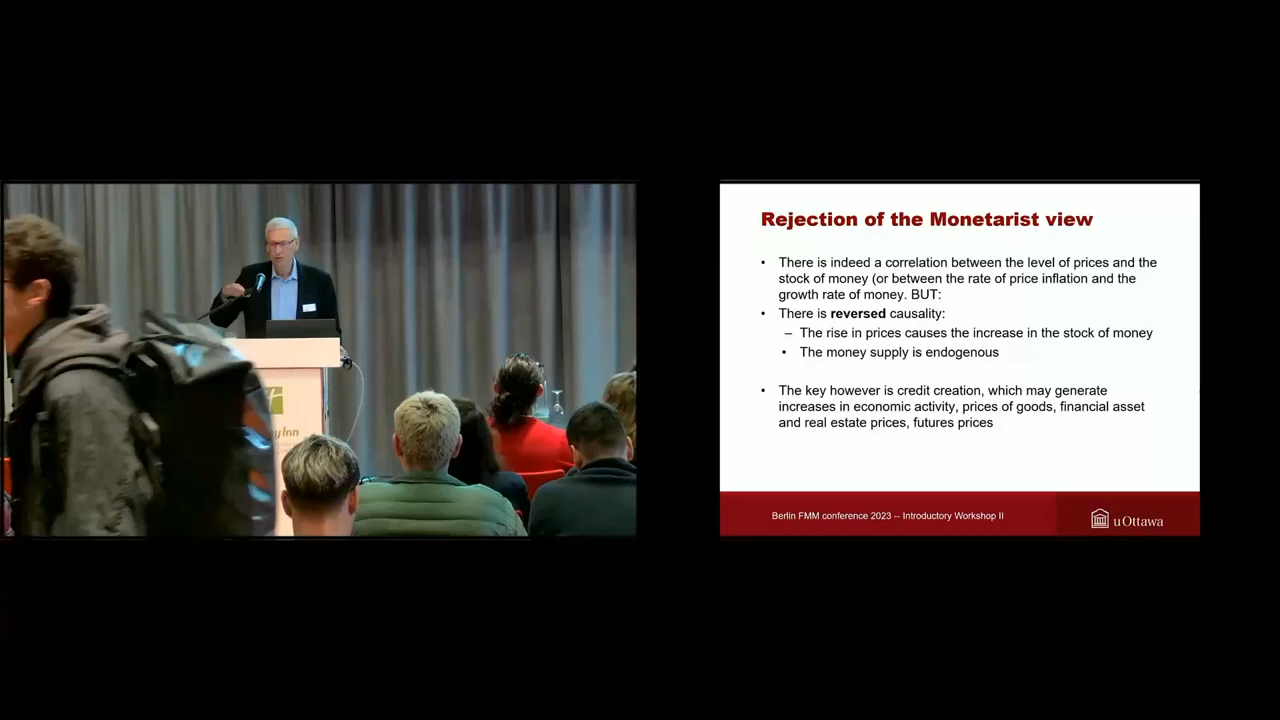 Rejection of the Monetarist view
• There is indeed a correlation between the level of prices and the
stock of money (or between the rate of price inflation and the
growth rate of money. BUT:
• There is reversed causality:
– The rise in prices causes the increase in the stock of money
• The money supply is endogenous
• The key however is credit creation, which may generate
increases in economic activity, prices of goods, financial asset
and real estate prices, futures prices
Berlin FMM conference 2023 -- Introductory Workshop II
uOttawa
Inn